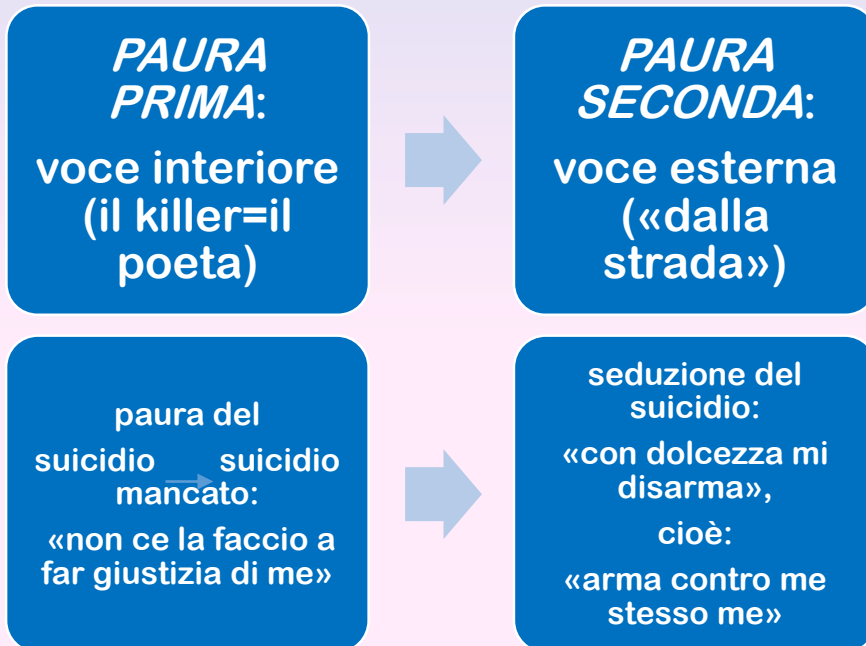 PAURA
PRIMA:
voce interiore
(il killer=il
poeta)
PAURA
SECONDA:
voce esterna
(«dalla
strada»)
paura del
suicidio suicidio
mancato:
«non ce la faccio a
far giustizia di me»
seduzione del
suicidio:
«con dolcezza mi
disarma»,
cioè:
«arma contro me
stesso me»